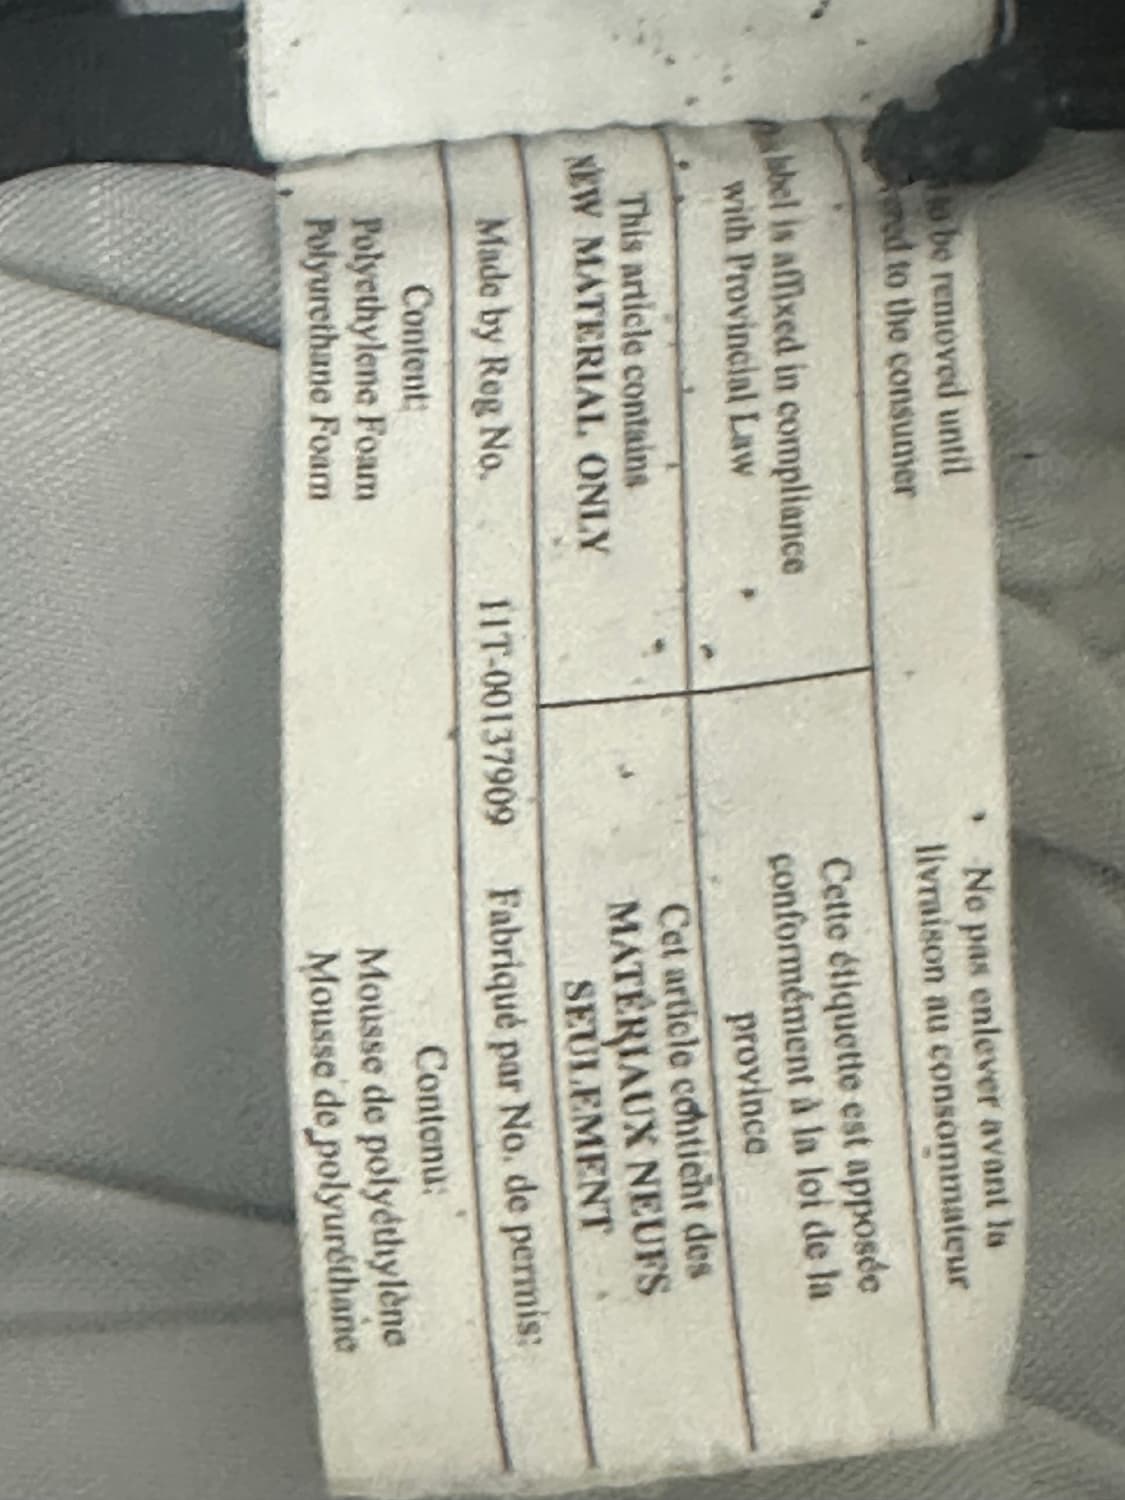 to be removed until
to the consumer
Ne pas enlever avant la
livraison au consommateur
label is affixed in compliance
with Provincial Law
Cette étiquette est apposée
conformément à la loi de la
province
This article contains
NEW MATERIAL ONLY
Cet article contient des
MATÉRIAUX NEUFS
SEULEMENT
Made by Reg No. 11T-00137909 Fabriqué par No. de permis:
Content:
Polyethylene Foam
Polyurethane Foam
Contenu:
Mousse de polyéthylène
Mousse de polyuréthane